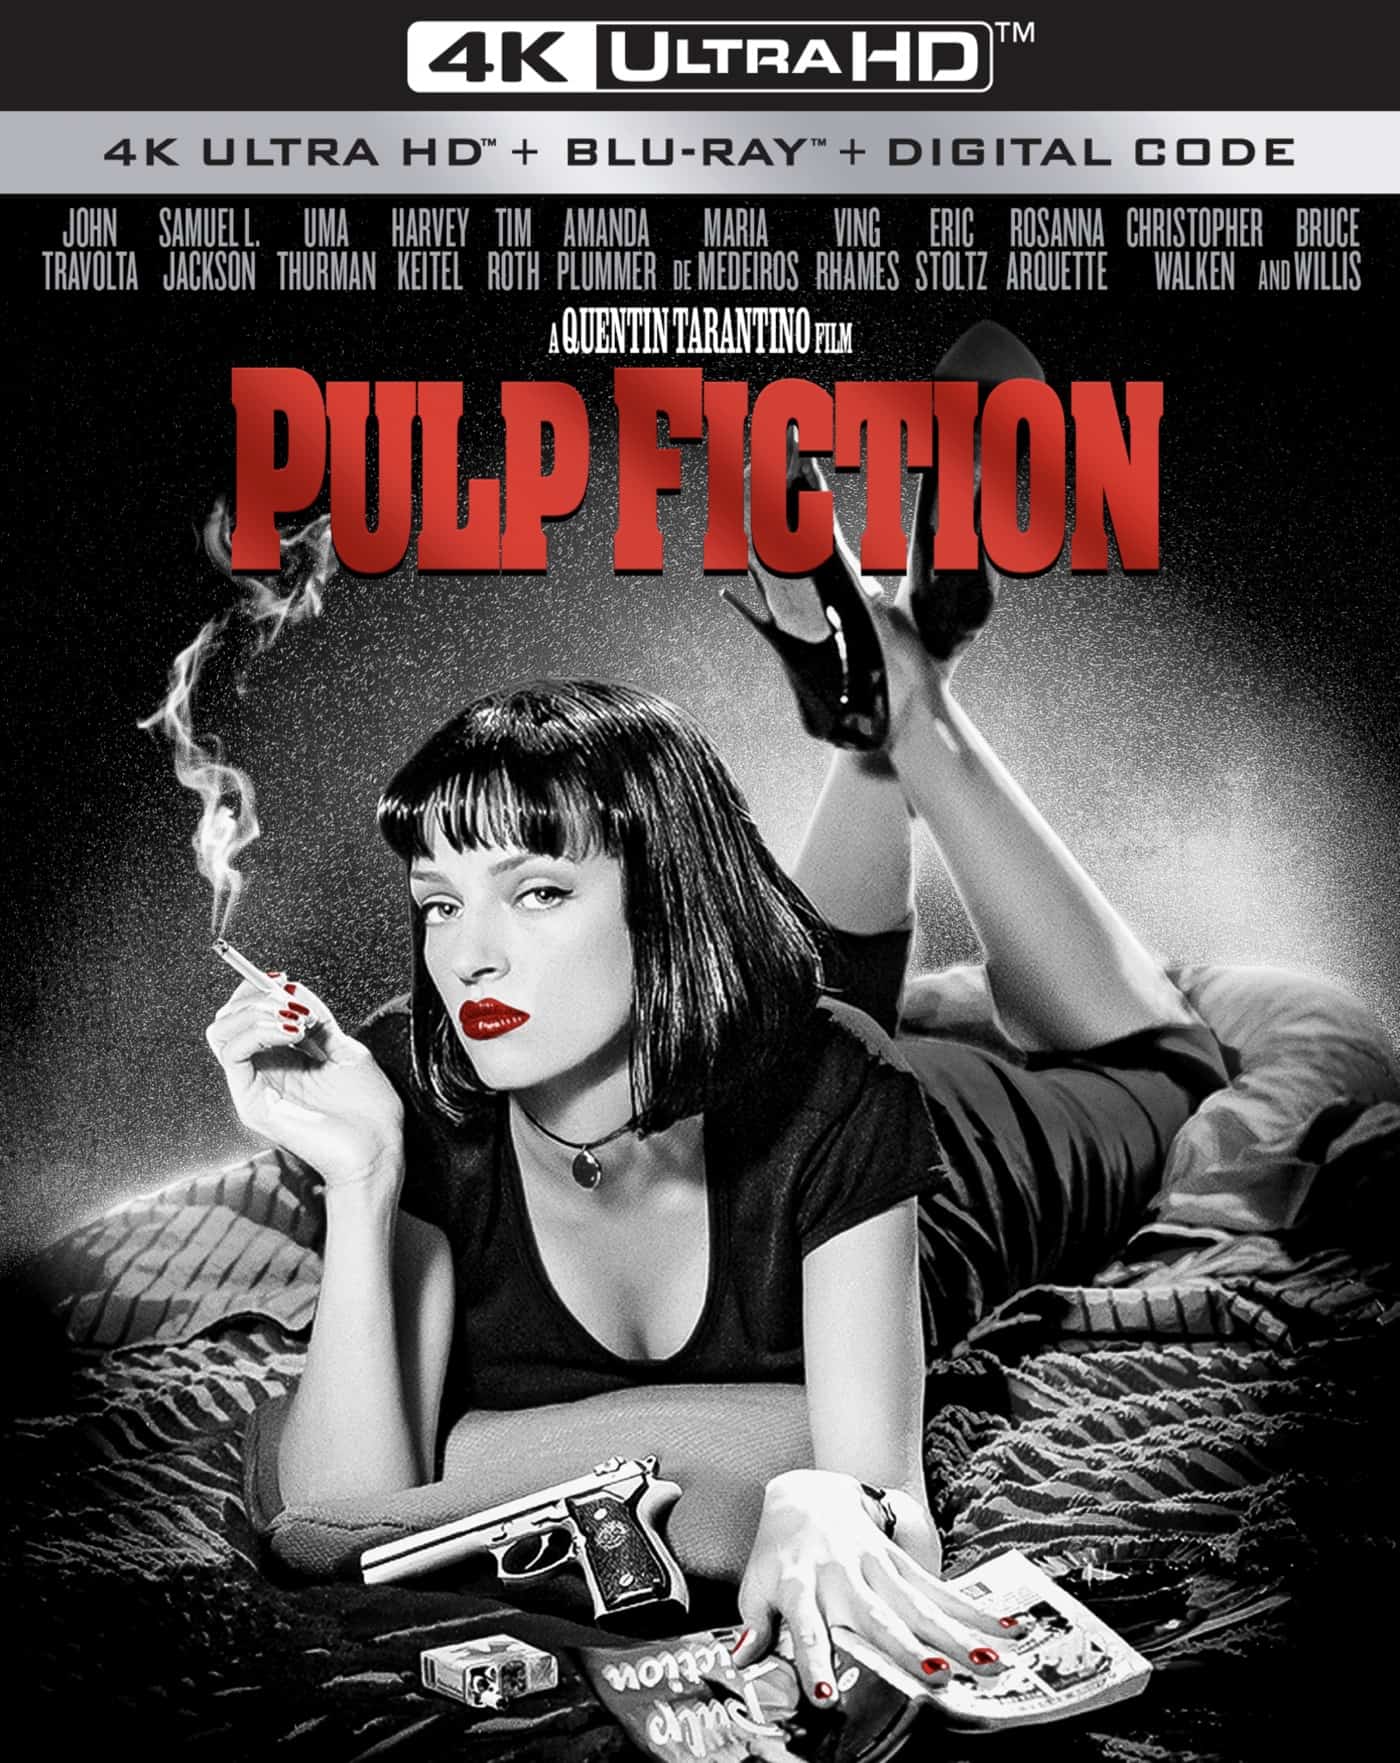 4K ULTRA HD™
4K ULTRA HD™ + BLU-RAY™ + DIGITAL CODE
JOHN TRAVOLTA SAMUEL L. JACKSON UMA THURMAN HARVEY KEITEL TIM ROTH AMANDA PLUMMER MARIA DE MEDEIROS VING RHAMES ERIC STOLTZ ROSANNA ARQUETTE CHRISTOPHER WALKEN AND BRUCE WILLIS
A QUENTIN TARANTINO FILM
PULP FICTION
Pulp
Fiction